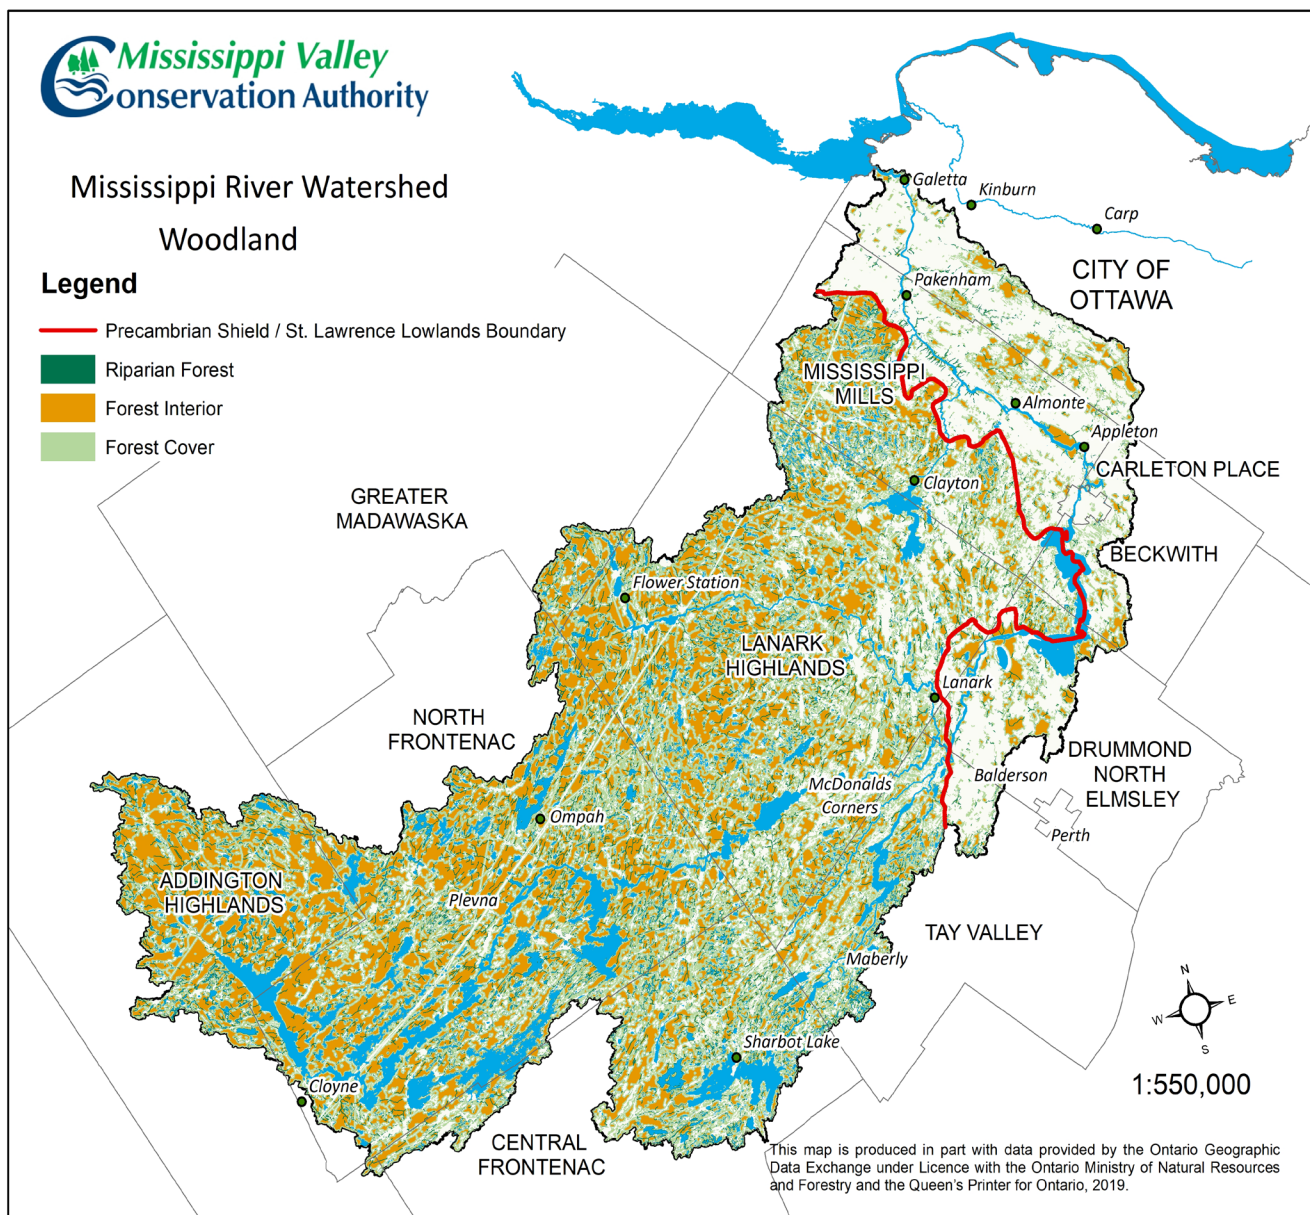 Mississippi Valley
Conservation Authority
Mississippi River Watershed
Woodland
Legend
Precambrian Shield / St. Lawrence Lowlands Boundary
Riparian Forest
Forest Interior
Forest Cover
Galetta
Kinburn
Carp
CITY OF
OTTAWA
Pakenham
MISSISSIPPI
MILLS
Almonte
Appleton
CARLETON PLACE
Clayton
GREATER
MADAWASKA
BECKWITH
Flower Station
LANARK
HIGHLANDS
Lanark
NORTH
FRONTENAC
DRUMMOND
NORTH
ELMSLEY
Balderson
McDonalds
Corners
Ompah
Perth
ADDINGTON
HIGHLANDS
Plevna
TAY VALLEY
Maberly
N
E
W
S
Sharbot Lake
Cloyne
1:550,000
CENTRAL
FRONTENAC
This map is produced in part with data provided by the Ontario Geographic
Data Exchange under Licence with the Ontario Ministry of Natural Resources
and Forestry and the Queen's Printer for Ontario, 2019.